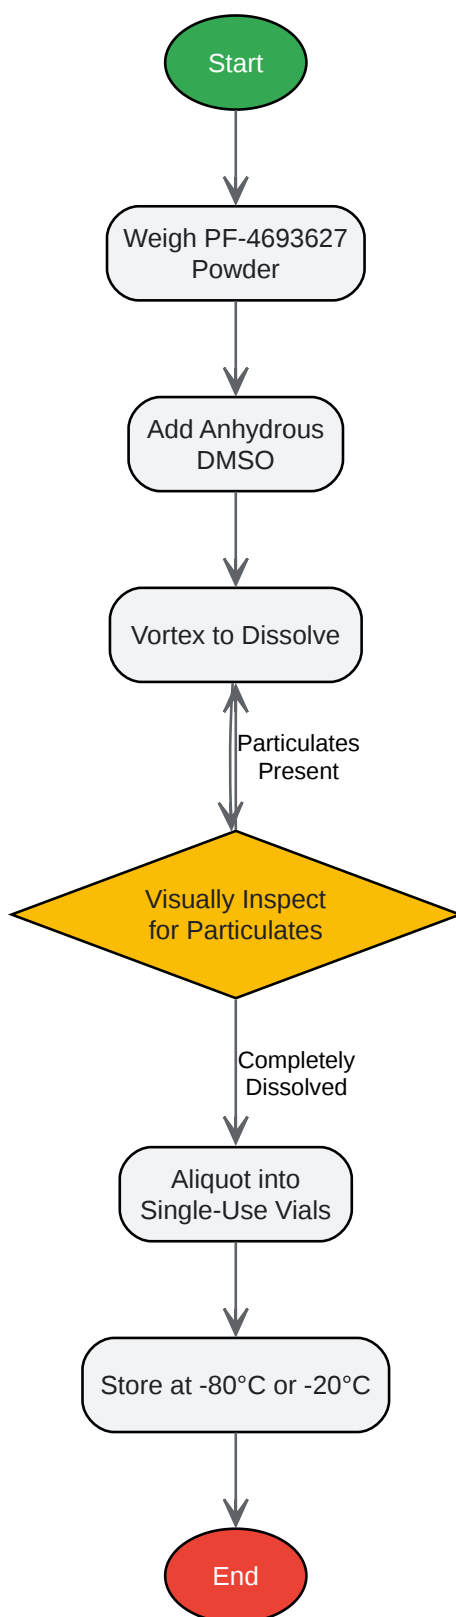 Start
Weigh PF-4693627
Powder
Add Anhydrous
DMSO
Vortex to Dissolve
Particulates
Present
Visually Inspect
for Particulates
Completely
Dissolved
Aliquot into
Single-Use Vials
Store at -80°C or -20°C
End